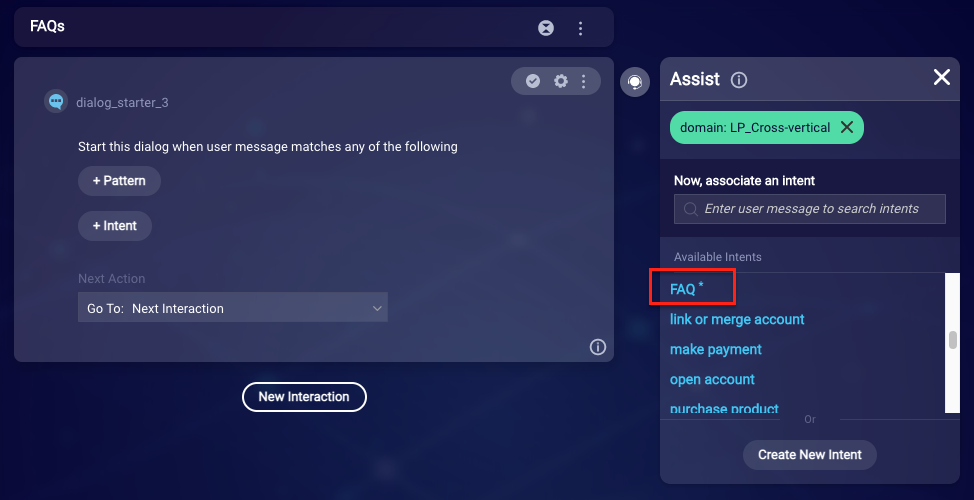 FAQs
dialog_starter_3
Start this dialog when user message matches any of the following
+ Pattern
+ Intent
Next Action
Go To: Next Interaction
New Interaction
Assist
domain: LP_Cross-vertical
Now, associate an intent
Enter user message to search intents
Available Intents
FAQ *
link or merge account
make payment
open account
purchase product
Or
Create New Intent